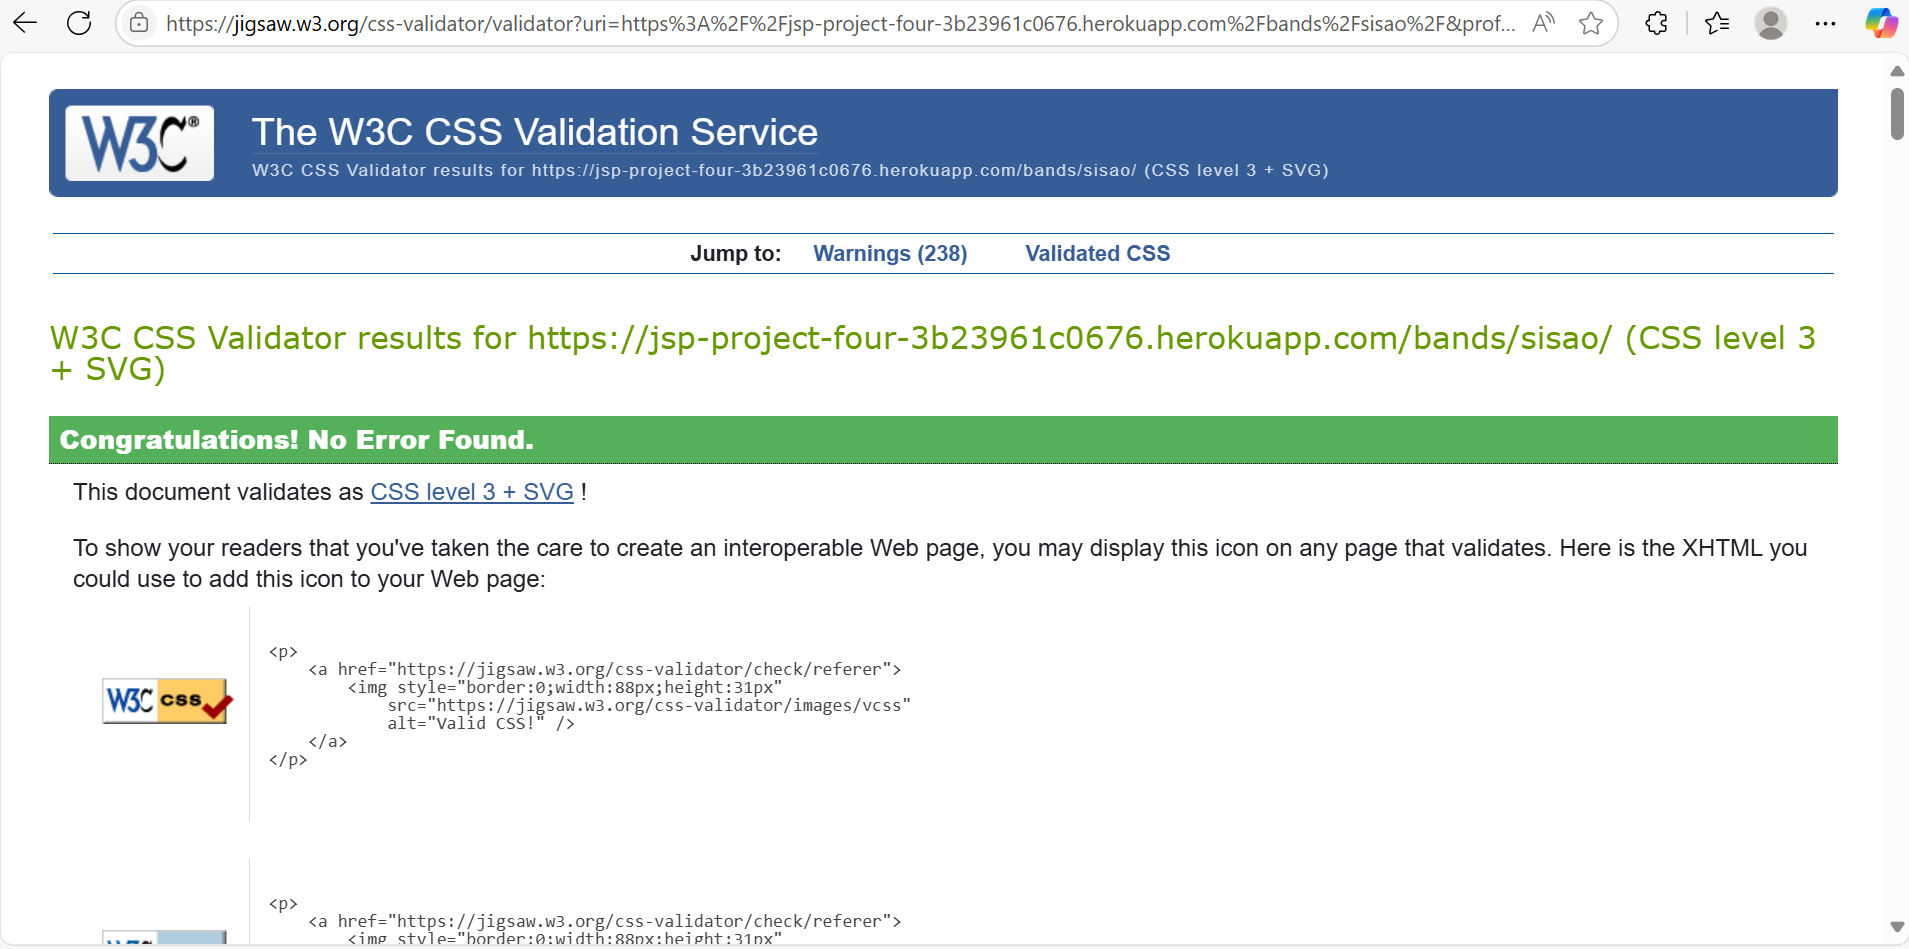 https://jigsaw.w3.org/css-validator/validator?uri=https%3A%2F%2Fjsp-project-four-3b23961c0676.herokuapp.com%2Fbands%2Fsisao%2F&prof...
W3C®
The W3C CSS Validation Service
W3C CSS Validator results for https://jsp-project-four-3b23961c0676.herokuapp.com/bands/sisao/ (CSS level 3 + SVG)
Jump to: Warnings (238) Validated CSS
W3C CSS Validator results for https://jsp-project-four-3b23961c0676.herokuapp.com/bands/sisao/ (CSS level 3
+ SVG)
Congratulations! No Error Found.
This document validates as CSS level 3 + SVG !
To show your readers that you've taken the care to create an interoperable Web page, you may display this icon on any page that validates. Here is the XHTML you
could use to add this icon to your Web page:
W3C css
<p>
    <a href="https://jigsaw.w3.org/css-validator/check/referer">
        <img style="border:0;width:88px;height:31px"
            src="https://jigsaw.w3.org/css-validator/images/vcss"
            alt="Valid CSS!" />
    </a>
</p>
<p>
    <a href="https://jigsaw.w3.org/css-validator/check/referer">
        <img style="border:0;width:88px;height:31px"